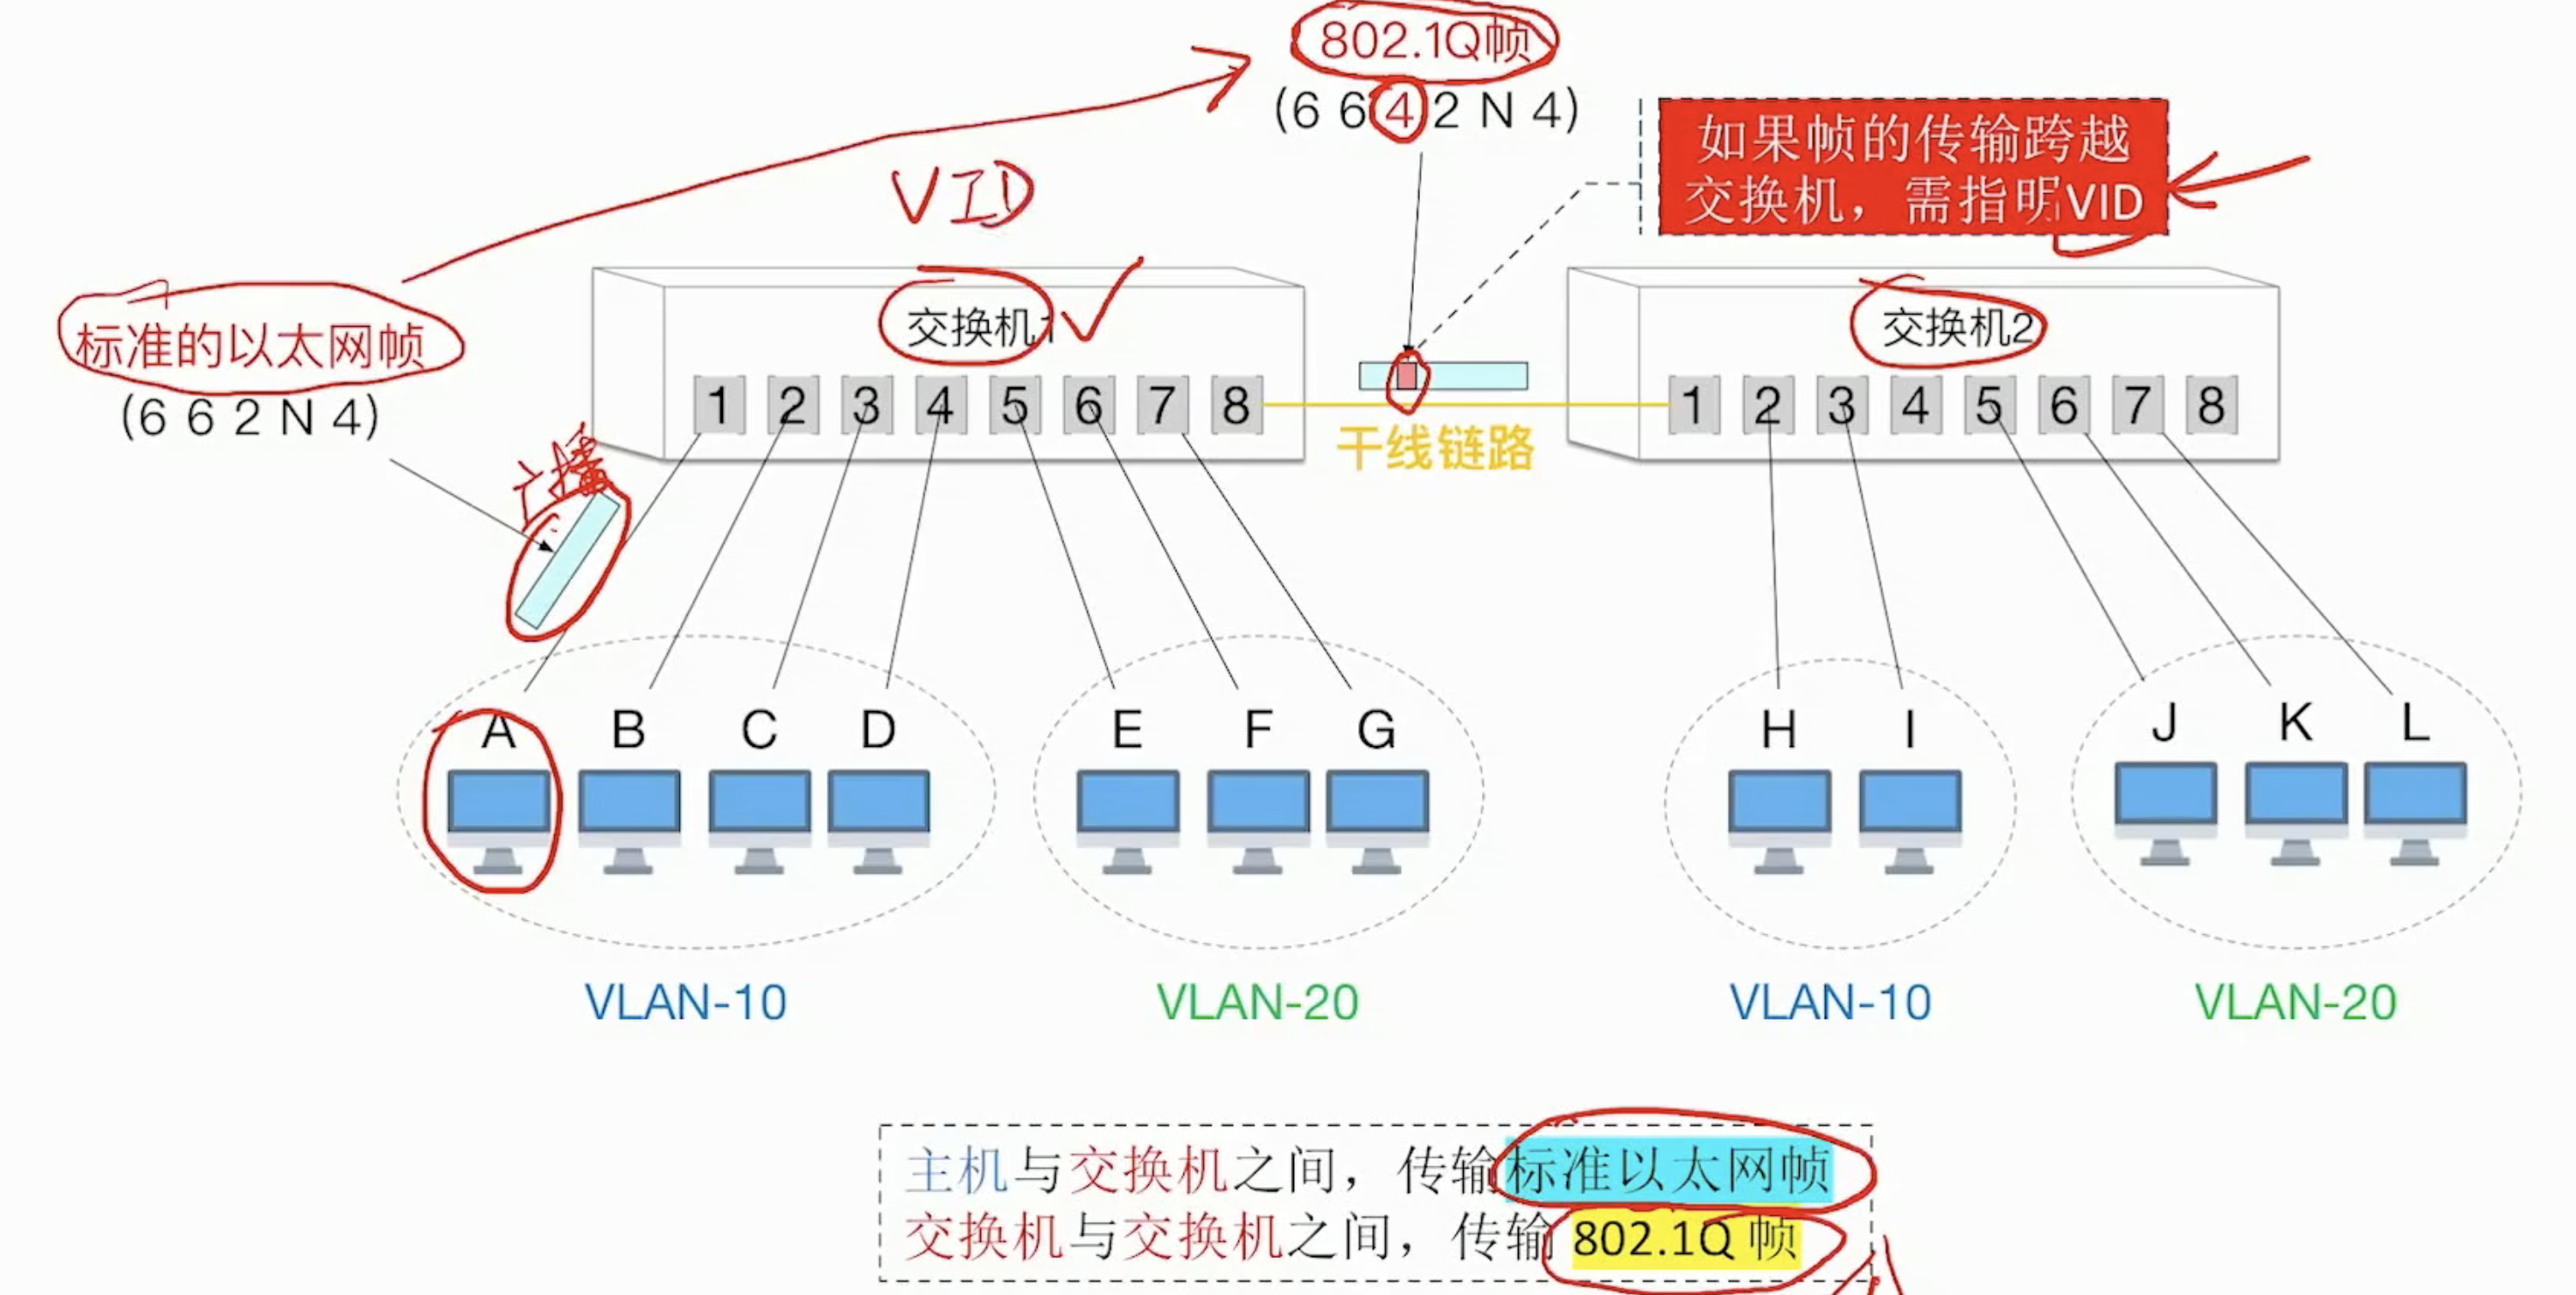 802.1Q帧
(6 6 4 2 N 4)
如果帧的传输跨越
交换机，需指明VID
VID
标准的以太网帧
(6 6 2 N 4)
广播
交换机1
1 2 3 4 5 6 7 8
干线链路
交换机2
1 2 3 4 5 6 7 8
A B C D
E F G
H I
J K L
VLAN-10
VLAN-20
VLAN-10
VLAN-20
主机与交换机之间，传输标准以太网帧
交换机与交换机之间，传输 802.1Q 帧